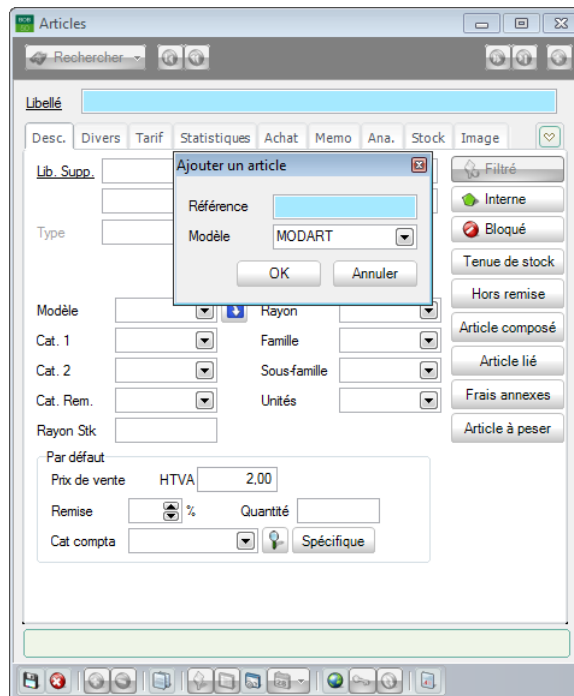 Articles
Rechercher
Libellé
Desc. Divers Tarif Statistiques Achat Memo Ana. Stock Image
Ajouter un article
Lib. Supp.
Filtré
Référence
Interne
Modèle MODART
Type
Bloqué
OK Annuler
Tenue de stock
Hors remise
Modèle Rayon
Article composé
Cat. 1 Famille
Article lié
Cat. 2 Sous-famille
Frais annexes
Cat. Rem. Unités
Rayon Stk
Article à peser
Par défaut
Prix de vente HTVA 2,00
Remise % Quantité
Cat compta Spécifique